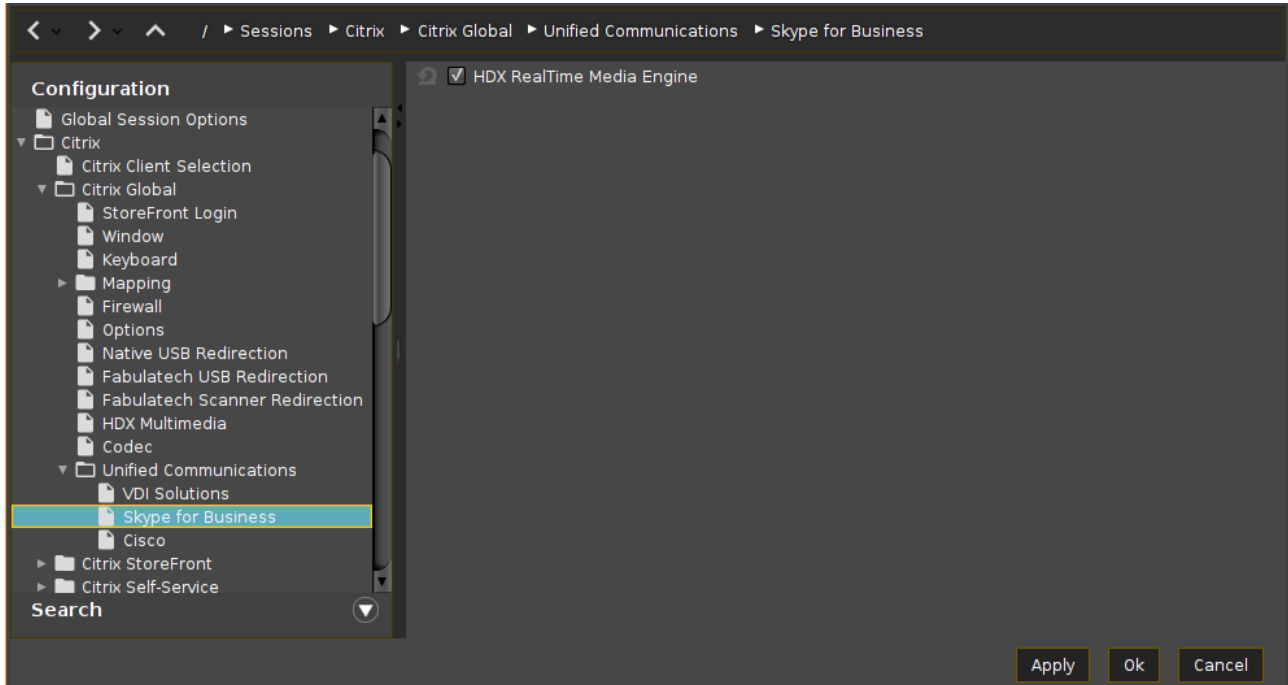 / Sessions Citrix Citrix Global Unified Communications Skype for Business
Configuration
Global Session Options
Citrix
Citrix Client Selection
Citrix Global
StoreFront Login
Window
Keyboard
Mapping
Firewall
Options
Native USB Redirection
Fabulatech USB Redirection
Fabulatech Scanner Redirection
HDX Multimedia
Codec
Unified Communications
VDI Solutions
Skype for Business
Cisco
Citrix StoreFront
Citrix Self-Service
Search
HDX RealTime Media Engine
Apply Ok Cancel